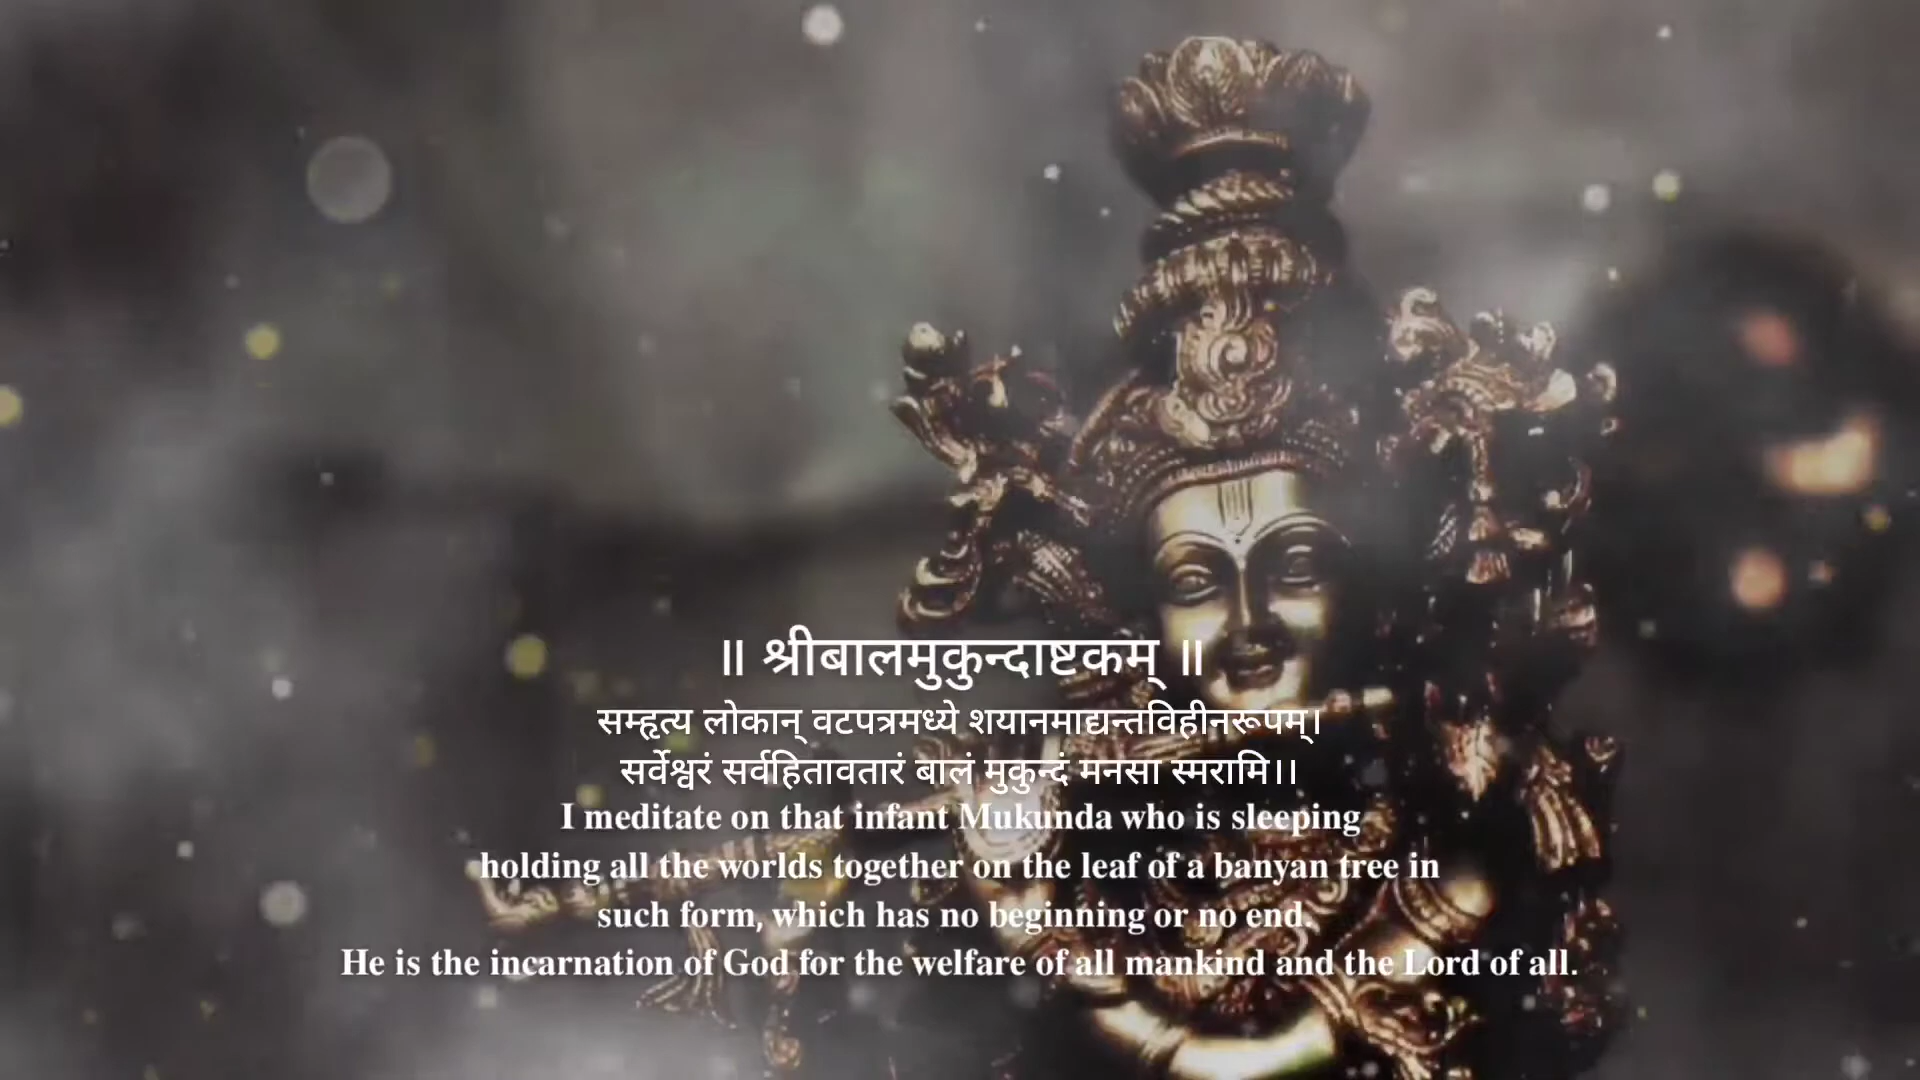 ॥ श्रीबालमुकुन्दाष्टकम् ॥
सम्हृत्य लोकान् वटपत्रमध्ये शयानमाद्यन्तविहीनरूपम्।
सर्वेश्वरं सर्वहितावतारं बालं मुकुन्दं मनसा स्मरामि।।
I meditate on that infant Mukunda who is sleeping
holding all the worlds together on the leaf of a banyan tree in
such form, which has no beginning or no end.
He is the incarnation of God for the welfare of all mankind and the Lord of all.